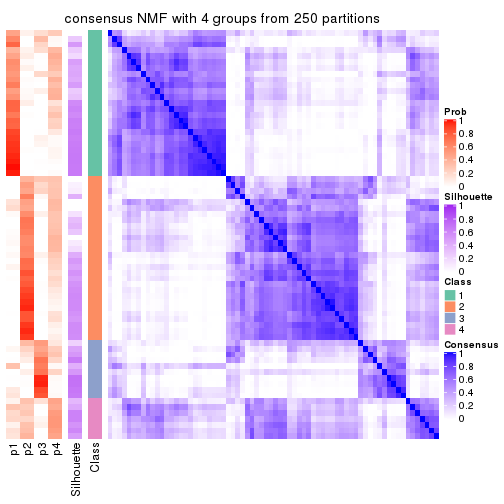 consensus NMF with 4 groups from 250 partitions
p1
p2
p3
p4
Silhouette
Class
Prob
1
0.8
0.6
0.4
0.2
0
Silhouette
1
0.8
0.6
0.4
0.2
0
Class
1
2
3
4
Consensus
1
0.8
0.6
0.4
0.2
0